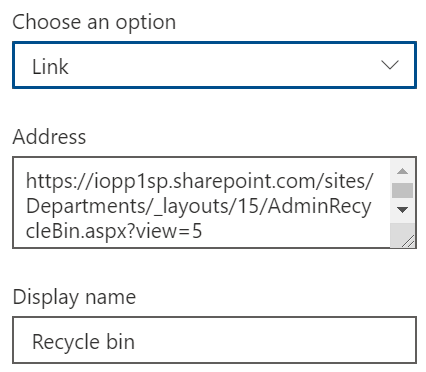 Choose an option
Link
Address
https://iopp1sp.sharepoint.com/sites/
Departments/_layouts/15/AdminRecy
cleBin.aspx?view=5
Display name
Recycle bin